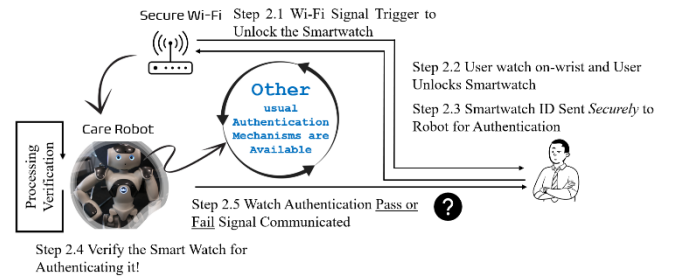 Secure Wi-Fi
Step 2.1 Wi-Fi Signal Trigger to
Unlock the Smartwatch
Step 2.2 User watch on-wrist and User
Unlocks Smartwatch
Step 2.3 Smartwatch ID Sent Securely to
Robot for Authentication
Other
usual
Authentication
Mechanisms are
Available
Care Robot
Processing
Verification
Step 2.5 Watch Authentication Pass or
Fail Signal Communicated
?
Step 2.4 Verify the Smart Watch for
Authenticating it!